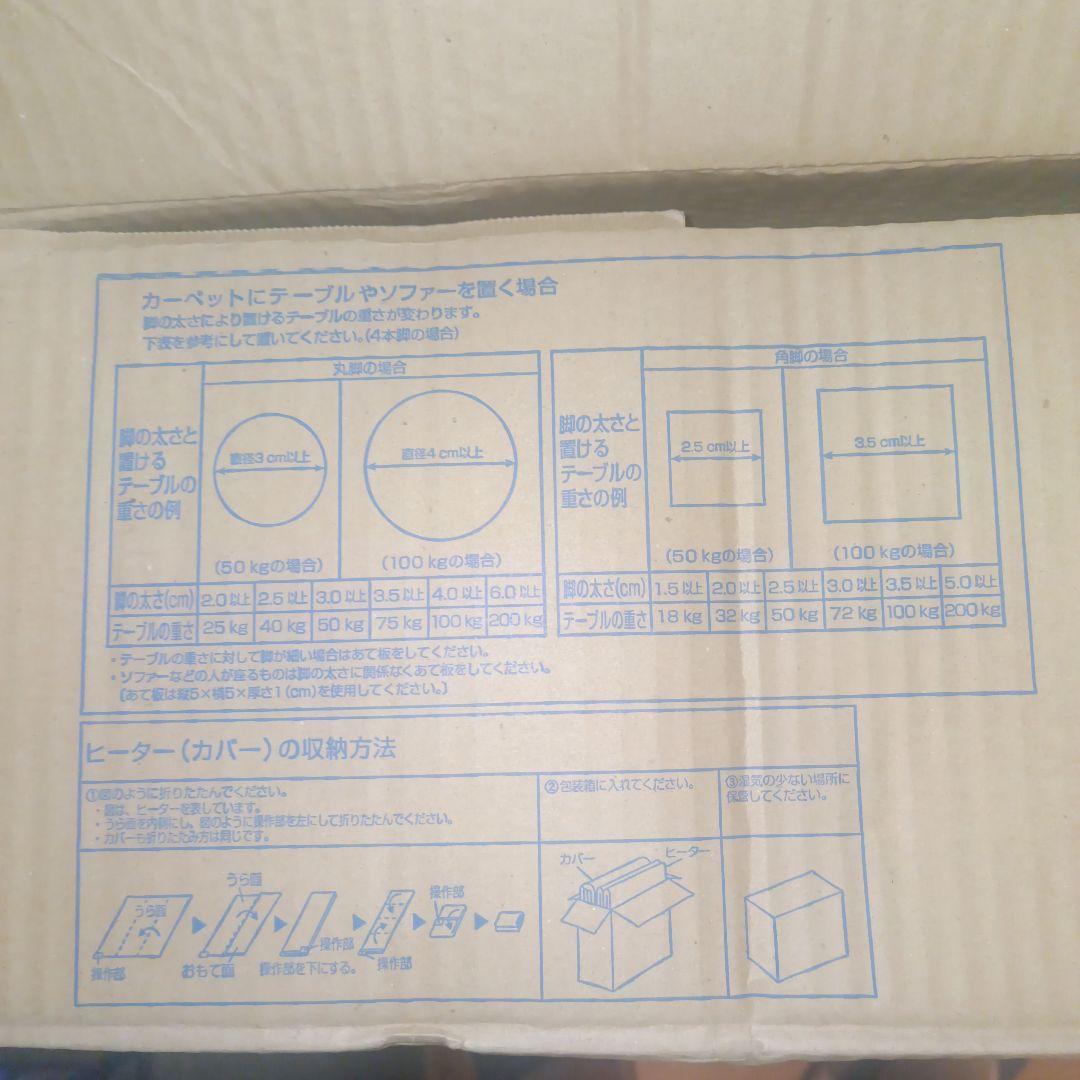 カーペットにテーブルやソファーを置く場合
脚の太さにより置けるテーブルの重さが変わります。
下表を参考にして置いてください。(4本脚の場合)
丸脚の場合
脚の太さと
置ける
テーブルの
重さの例
直径3cm以上
直径4cm以上
(50kgの場合)
(100kgの場合)
脚の太さ(cm) 2.0以上 2.5以上 3.0以上 3.5以上 4.0以上 6.0以上
テーブルの重さ 25kg 40kg 50kg 75kg 100kg 200kg
角脚の場合
脚の太さと
置ける
テーブルの
重さの例
2.5cm以上
3.5cm以上
(50kgの場合)
(100kgの場合)
脚の太さ(cm) 1.5以上 2.0以上 2.5以上 3.0以上 3.5以上 5.0以上
テーブルの重さ 18kg 32kg 50kg 72kg 100kg 200kg
・テーブルの重さに対して脚が細い場合はあて板をしてください。
・ソファーなどの人が座るものは脚の太さに関係なくあて板をしてください。
〔あて板は縦5×横5×厚さ1(cm)を使用してください。〕
ヒーター(カバー)の収納方法
①図のように折りたたんでください。
・図は、ヒーターを表しています。
・うら面を内側にし、図のように操作部を左にして折りたたんでください。
・カバーも折りたたみ方は同じです。
②包装箱に入れてください。
③湿気の少ない場所に
保管してください。
うら面
操作部
うら面
おもて面
操作部
操作部を下にする。
操作部
操作部
カバー
ヒーター